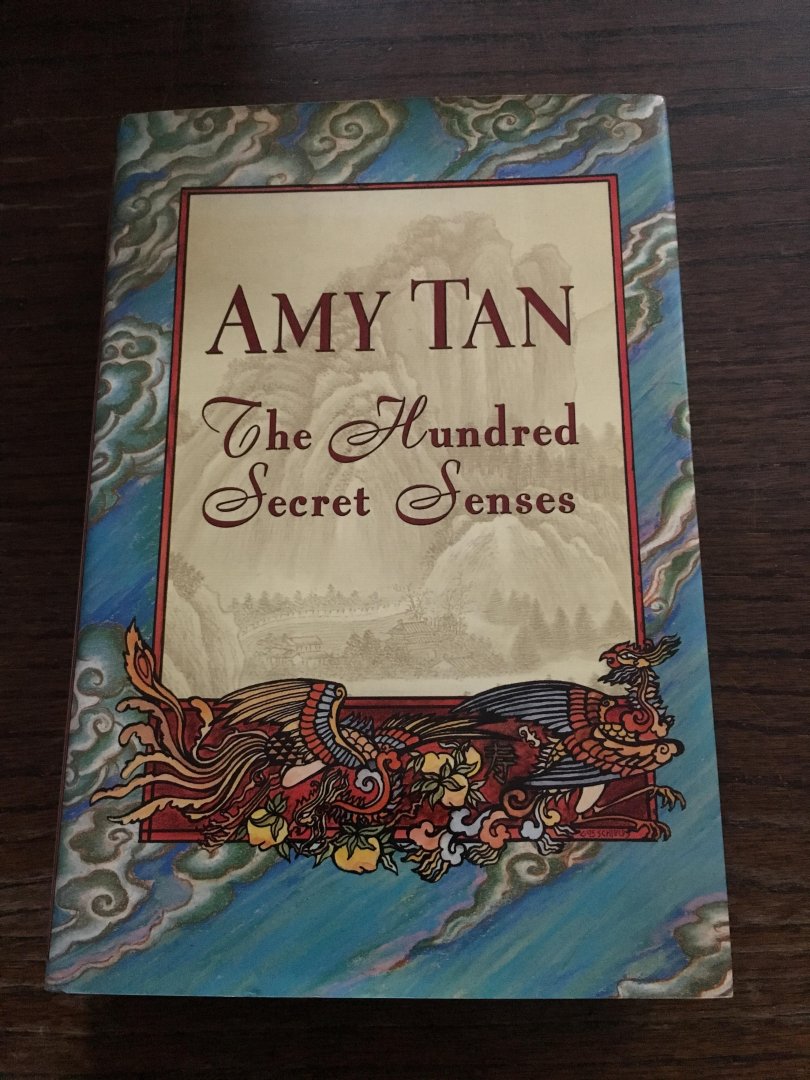 AMY TAN
The Hundred
Secret Senses